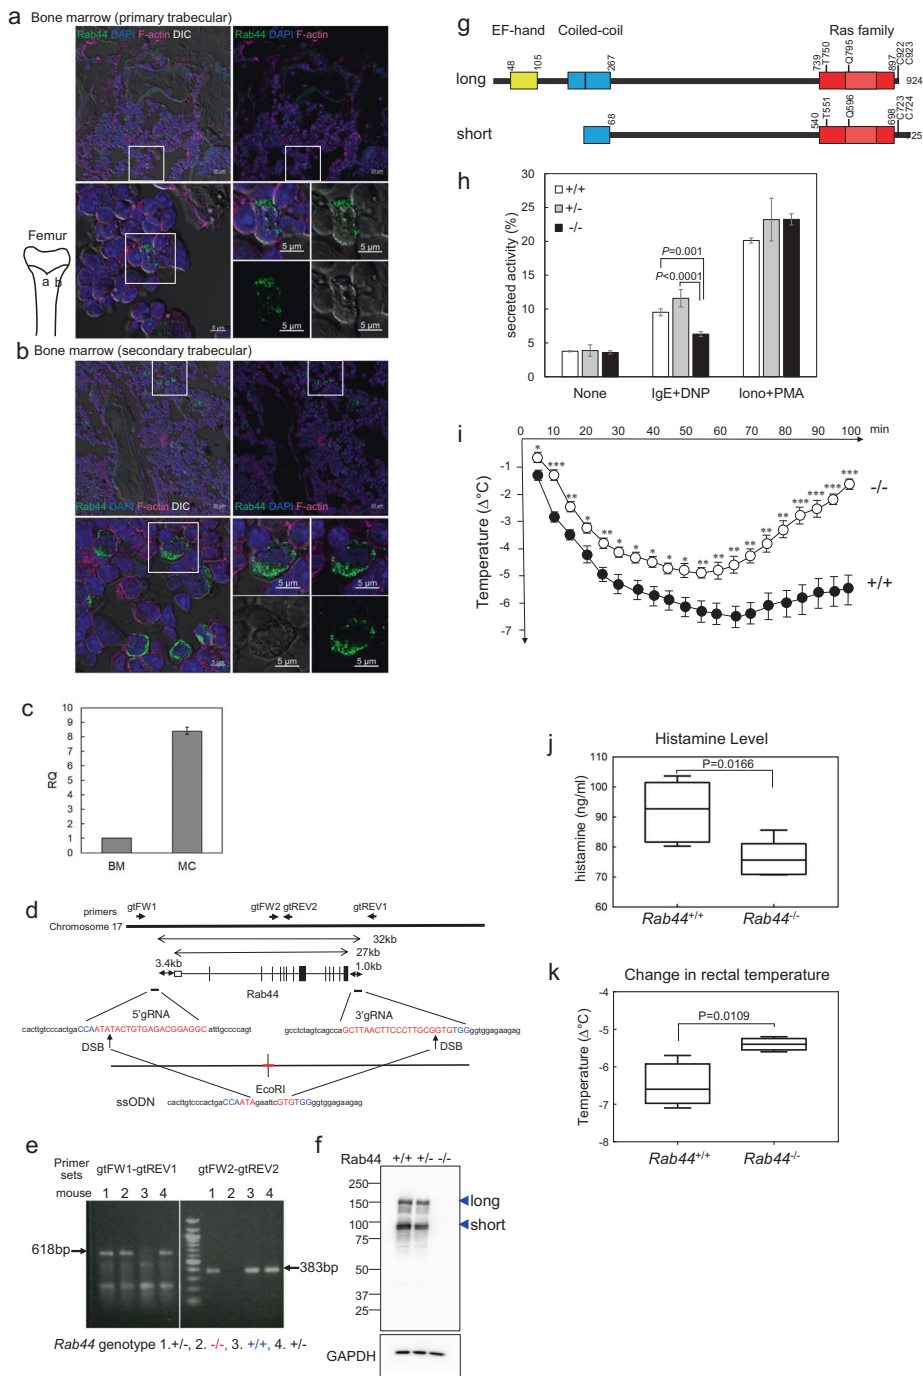 a Bone marrow (primary trabecular)
Rab44 DAPI F-actin DIC
Rab44 DAPI F-actin
5 µm
5 µm
5 µm
5 µm
5 µm
Femur
a b
b Bone marrow (secondary trabecular)
Rab44 DAPI F-actin DIC
Rab44 DAPI F-actin
5 µm
5 µm
5 µm
5 µm
5 µm
c
RQ
10
9
8
7
6
5
4
3
2
1
0
BM MC
d
primers gtFW1 gtFW2 gtREV2 gtREV1
Chromosome 17
32kb
27kb
3.4kb 1.0kb
Rab44
5'gRNA 3'gRNA
cacttgtcccactgaCCAATATACTGTGAGACGGAGGCatttgccccagt
gcctctagtcagccaGCTTAACTTCCCTTGCGGTGTGGggtggagaagag
DSB DSB
EcoRI
ssODN cacttgtcccactgaCCAATAgaattcGTGTGGggtggagaagag
e
Primer sets gtFW1-gtREV1 gtFW2-gtREV2
mouse 1 2 3 4 1 2 3 4
618bp
383bp
Rab44 genotype 1.+/-, 2. -/-, 3. +/+, 4. +/-
f
Rab44 +/+ +/- -/-
250
150
100
75
50
37
25
long
short
GAPDH
g
EF-hand Coiled-coil Ras family
long 48 105 267 739 T750 Q795 897 C922 C923 924
short 68 540 T551 Q596 698 C723 C724 725
h
secreted activity (%)
30
25
20
15
10
5
0
+/+
+/-
-/-
P=0.001
P<0.0001
None IgE+DNP Iono+PMA
i
0 10 20 30 40 50 60 70 80 90 100 min
Temperature (Δ°C)
-1
-2
-3
-4
-5
-6
-7
* *** ** * ** * * * * ** ** ** ** ** ** *** *** *** ***
-/-
+/+
j
Histamine Level
P=0.0166
histamine (ng/ml)
110
100
90
80
70
60
Rab44+/+ Rab44-/-
k
Change in rectal temperature
P=0.0109
Temperature (Δ°C)
-4
-5
-6
-7
-8
Rab44+/+ Rab44-/-